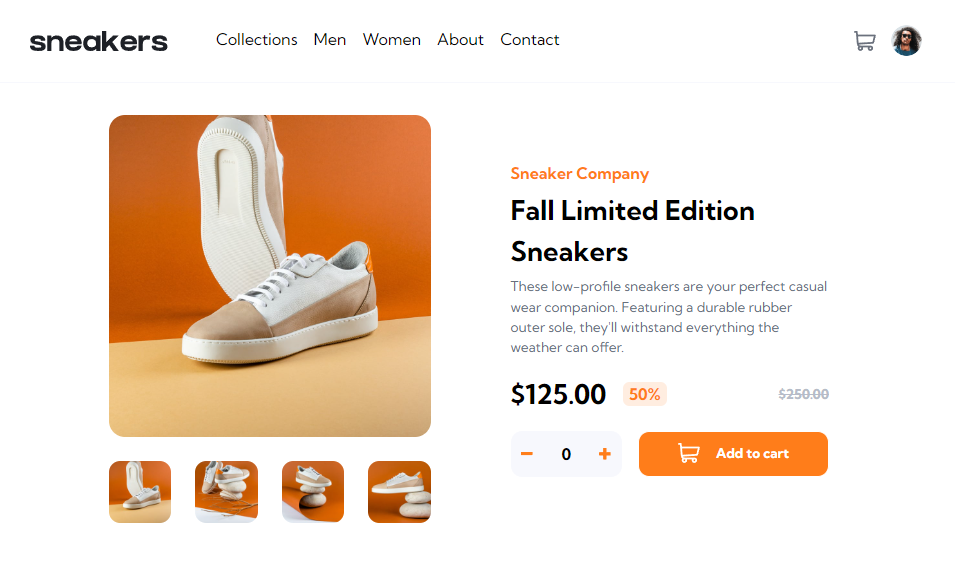 sneakers
Collections Men Women About Contact
Sneaker Company
Fall Limited Edition
Sneakers
These low-profile sneakers are your perfect casual
wear companion. Featuring a durable rubber
outer sole, they'll withstand everything the
weather can offer.
$125.00 50% $250.00
0 Add to cart